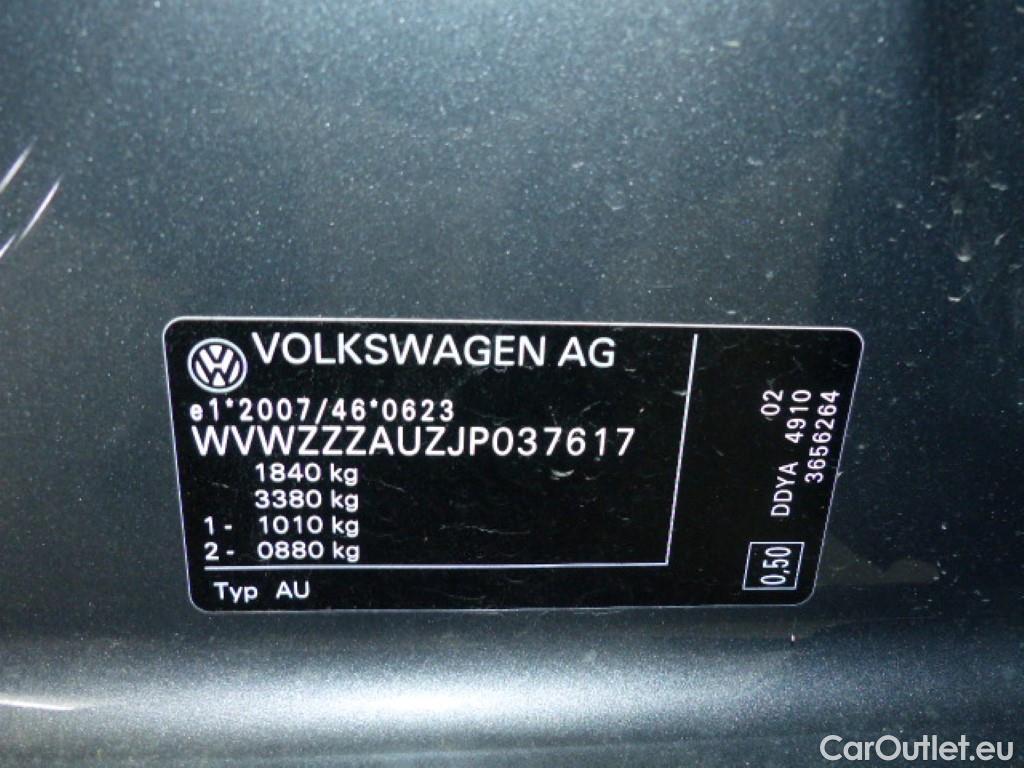 VOLKSWAGEN AG
e1*2007/46*0623
WVWZZZAUZJP037617
1840 kg
3380 kg
1- 1010 kg
2- 0880 kg
Typ AU
02
DDYA 4910
3656264
0,50
CarOutlet.eu